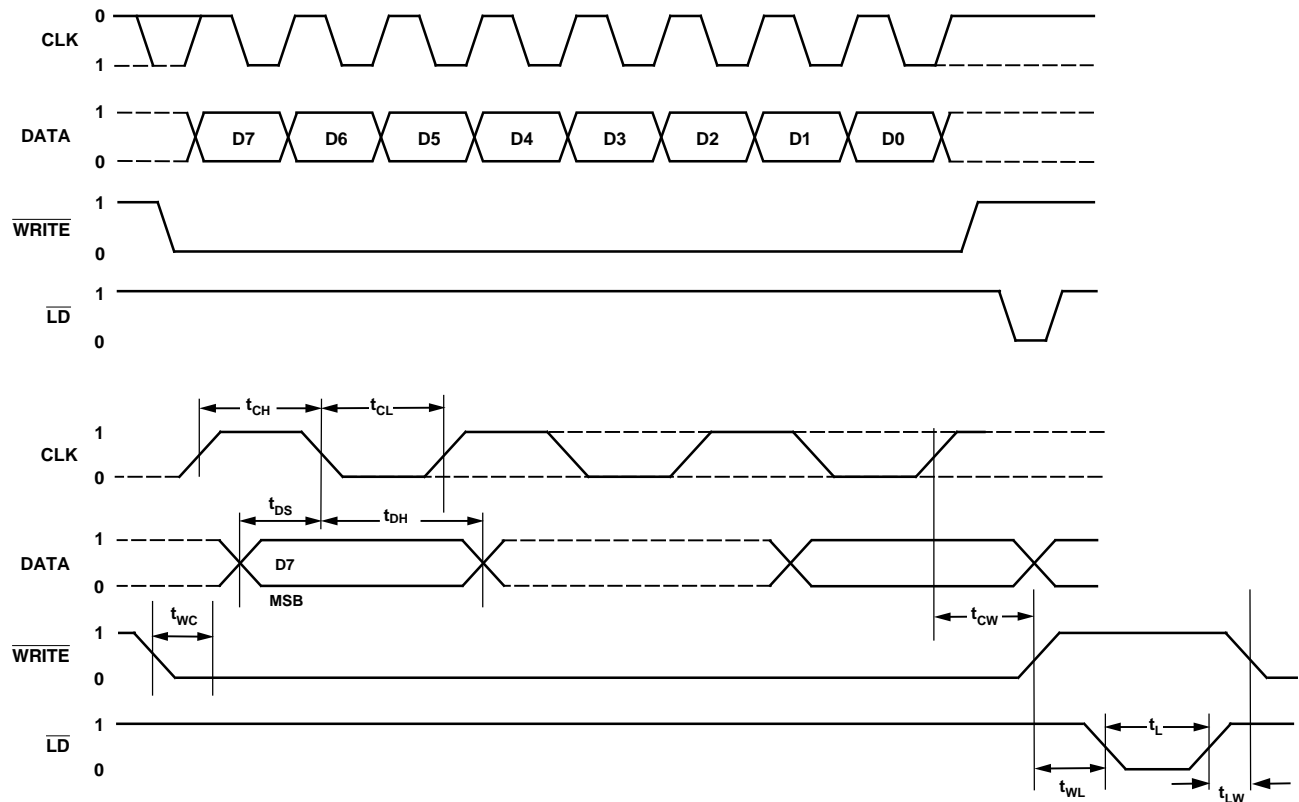 0
CLK
1
1
DATA D7 D6 D5 D4 D3 D2 D1 D0
0
1
WRITE
0
1
LD
0
tCH tCL
1
CLK
0
tDS tDH
1
DATA D7
0
MSB
tWC tCW
1
WRITE
0
1
LD tL
0
tWL tLW